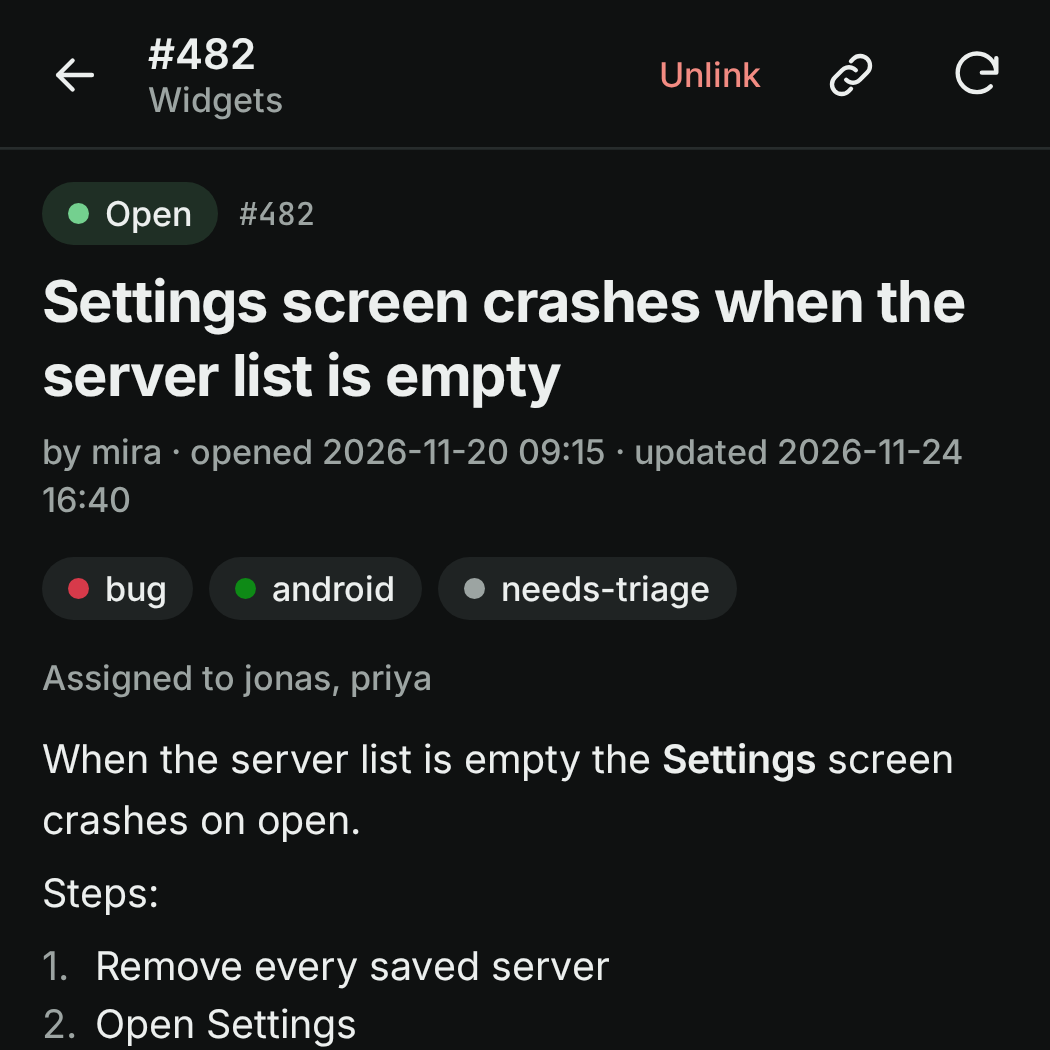 #482
Widgets
Unlink
Open #482
Settings screen crashes when the
server list is empty
by mira · opened 2026-11-20 09:15 · updated 2026-11-24
16:40
bug android needs-triage
Assigned to jonas, priya
When the server list is empty the Settings screen
crashes on open.
Steps:
1. Remove every saved server
2. Open Settings